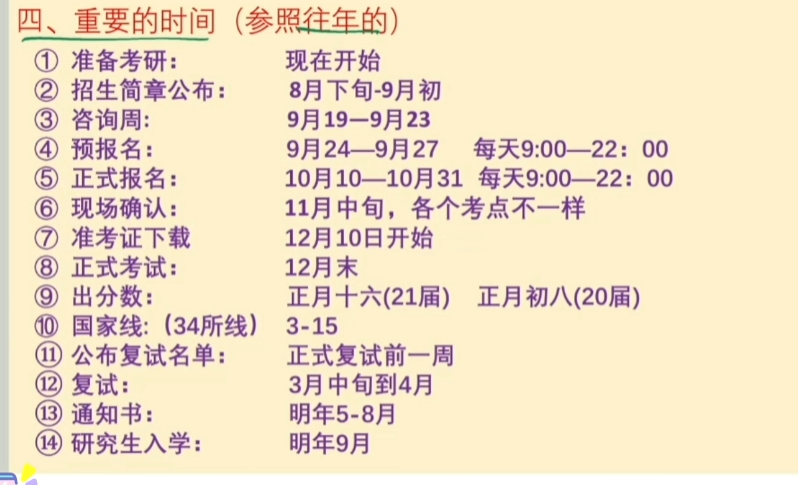 四、重要的时间（参照往年的）
① 准备考研： 现在开始
② 招生简章公布： 8月下旬-9月初
③ 咨询周: 9月19—9月23
④ 预报名： 9月24—9月27 每天9:00—22：00
⑤ 正式报名： 10月10—10月31 每天9:00—22：00
⑥ 现场确认： 11月中旬，各个考点不一样
⑦ 准考证下载 12月10日开始
⑧ 正式考试： 12月末
⑨ 出分数： 正月十六(21届) 正月初八(20届)
⑩ 国家线:（34所线） 3-15
⑪ 公布复试名单： 正式复试前一周
⑫ 复试： 3月中旬到4月
⑬ 通知书： 明年5-8月
⑭ 研究生入学： 明年9月